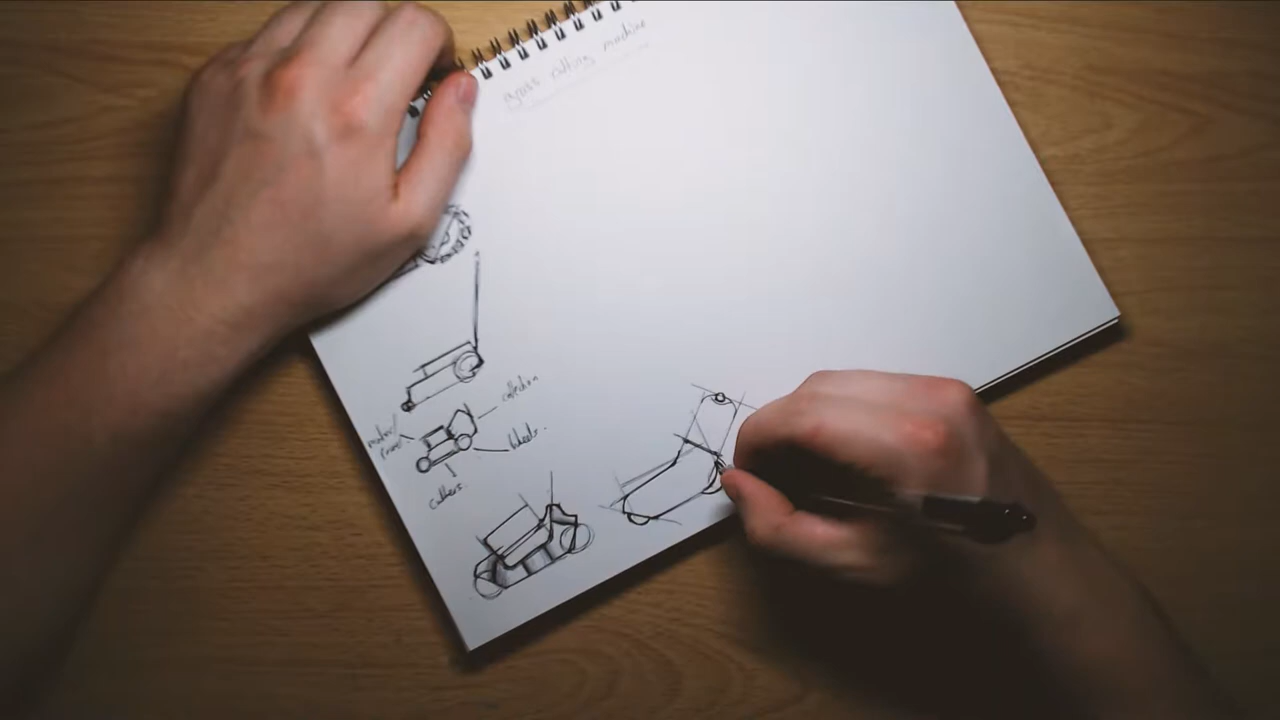 grass cutting machine
collection
motor/
Wheels.
cutters.